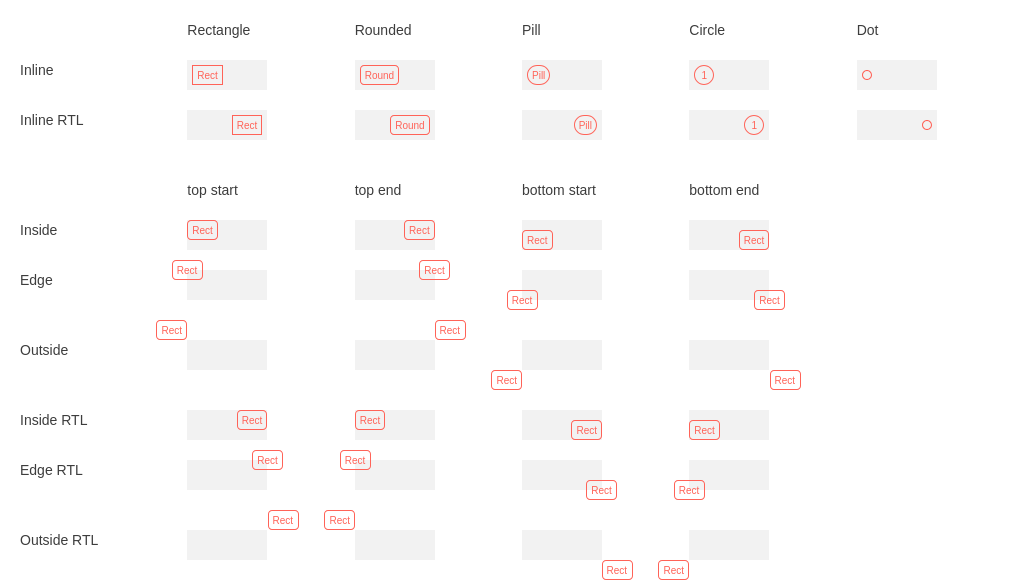 Rectangle Rounded Pill Circle Dot
Inline Rect Round Pill 1
Inline RTL Rect Round Pill 1
top start top end bottom start bottom end
Inside Rect Rect Rect Rect
Edge Rect Rect Rect Rect
Rect Rect
Outside
Rect Rect
Inside RTL Rect Rect Rect Rect
Edge RTL Rect Rect Rect Rect
Rect Rect
Outside RTL
Rect Rect